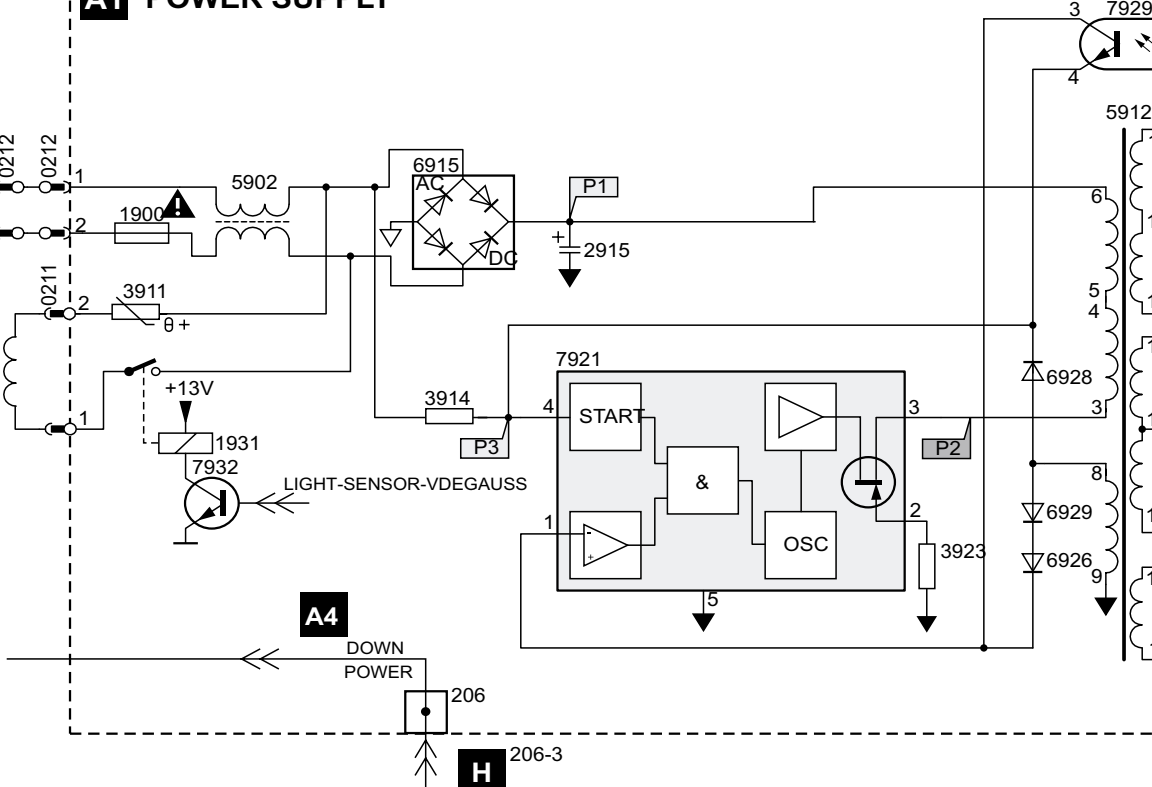 A1 POWER SUPPLY
3
7929
4
5912
0212
0212
1
5902
6915
AC
P1
1900
!
2
+
2915
DC
6
0211
2
3911
θ +
5
4
+13V
7921
6928
3914
4
START
3
3
1
1931
P3
P2
7932
LIGHT-SENSOR-VDEGAUSS
&
8
1
-
+
OSC
2
6929
3923
6926
9
5
A4
DOWN
POWER
206
206-3
H